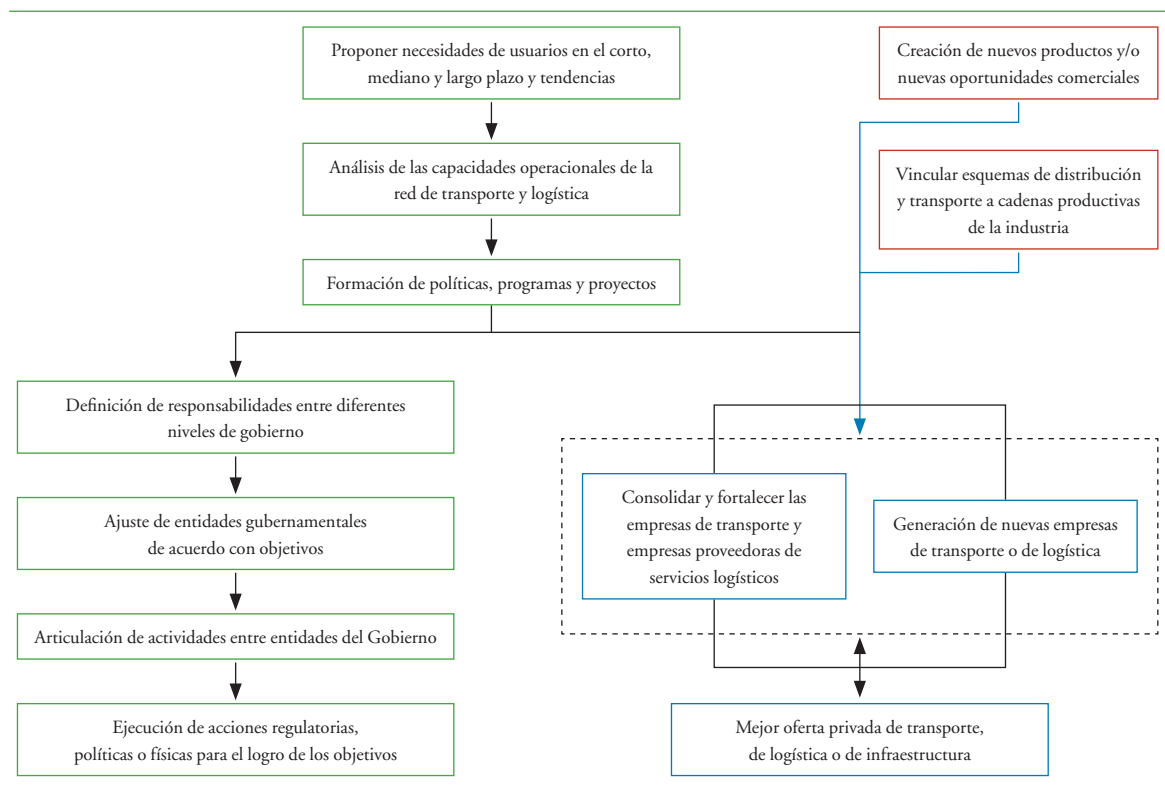 Proponer necesidades de usuarios en el corto,
mediano y largo plazo y tendencias
Creación de nuevos productos y/o
nuevas oportunidades comerciales
Análisis de las capacidades operacionales de la
red de transporte y logística
Vincular esquemas de distribución
y transporte a cadenas productivas
de la industria
Formación de políticas, programas y proyectos
Definición de responsabilidades entre diferentes
niveles de gobierno
Ajuste de entidades gubernamentales
de acuerdo con objetivos
Articulación de actividades entre entidades del Gobierno
Ejecución de acciones regulatorias,
políticas o físicas para el logro de los objetivos
Consolidar y fortalecer las
empresas de transporte y
empresas proveedoras de
servicios logísticos
Generación de nuevas empresas
de transporte o de logística
Mejor oferta privada de transporte,
de logística o de infraestructura